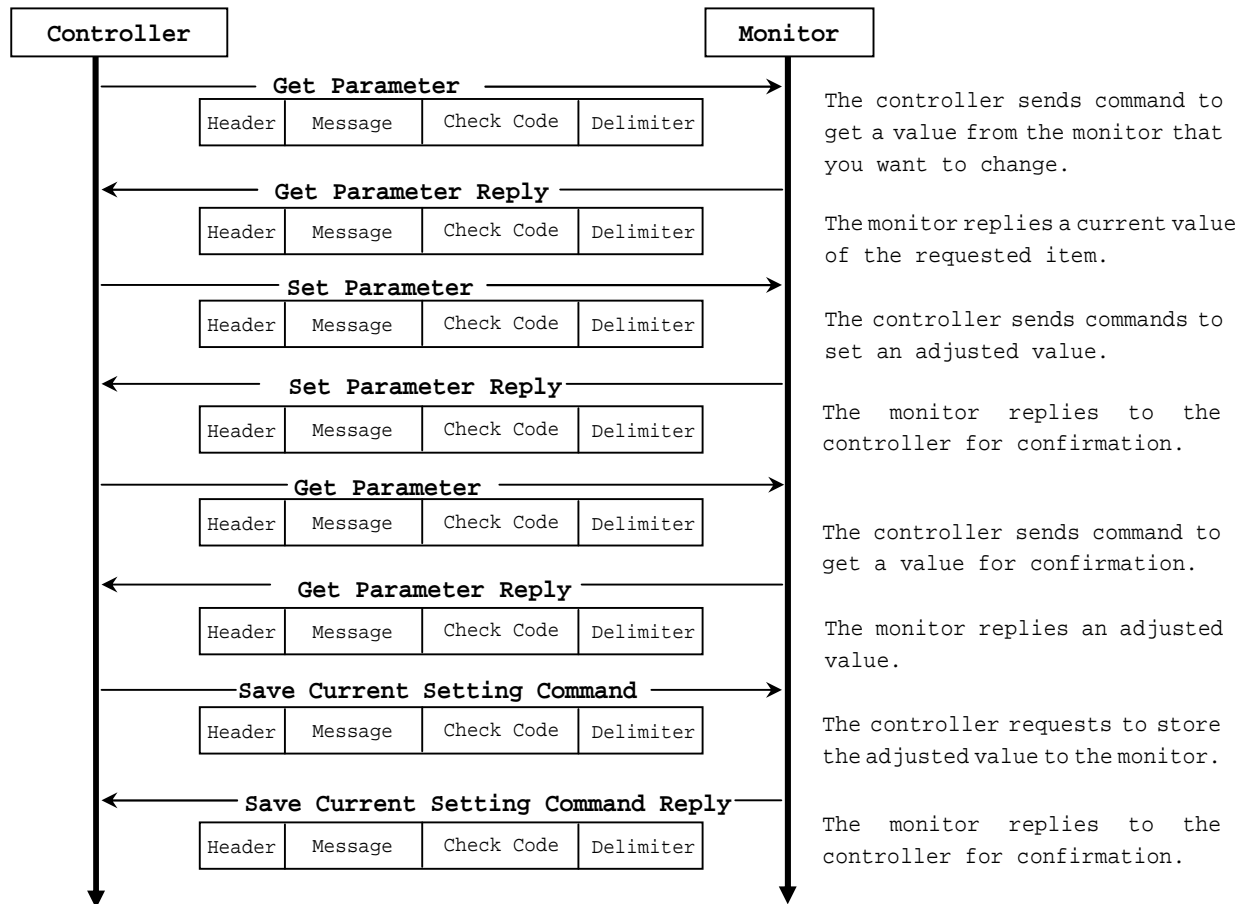 Controller
Monitor
Get Parameter
Header Message Check Code Delimiter
The controller sends command to
get a value from the monitor that
you want to change.
Get Parameter Reply
Header Message Check Code Delimiter
The monitor replies a current value
of the requested item.
Set Parameter
Header Message Check Code Delimiter
The controller sends commands to
set an adjusted value.
Set Parameter Reply
Header Message Check Code Delimiter
The monitor replies to the
controller for confirmation.
Get Parameter
Header Message Check Code Delimiter
The controller sends command to
get a value for confirmation.
Get Parameter Reply
Header Message Check Code Delimiter
The monitor replies an adjusted
value.
Save Current Setting Command
Header Message Check Code Delimiter
The controller requests to store
the adjusted value to the monitor.
Save Current Setting Command Reply
Header Message Check Code Delimiter
The monitor replies to the
controller for confirmation.